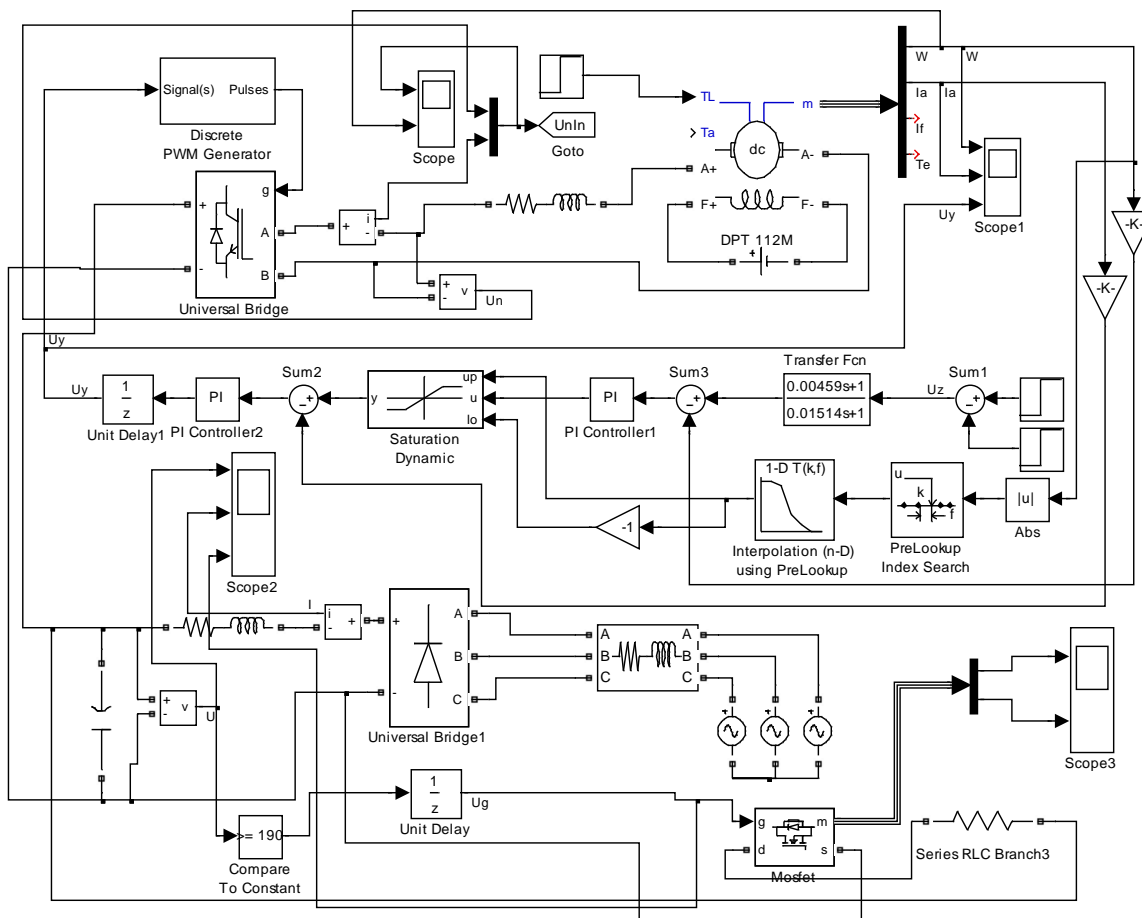 W
W
Signal(s) Pulses
Discrete
PWM Generator
Scope
UnIn
Goto
TL
m
Ta
dc
A+
A-
F+
F-
DPT 112M
+
Ia
Ia
If
Te
Uy
Scope1
-K-
-K-
g
+
-
A
B
Universal Bridge
+
i
-
+
-
v
Un
Uy
Uy
1
z
Unit Delay1
PI
PI Controller2
Sum2
y
up
u
lo
Saturation
Dynamic
PI
PI Controller1
Sum3
Transfer Fcn
0.00459s+1
0.01514s+1
Uz
Sum1
1-D T(k,f)
Interpolation (n-D)
using PreLookup
u
k
f
PreLookup
Index Search
|u|
Abs
-1
Scope2
I
i
-
+
+
-
A
B
C
Universal Bridge1
A
B
C
A
B
C
+
+
+
+
-
v
U
>= 190
Compare
To Constant
1
z
Unit Delay
Ug
g
m
d
s
Mosfet
Series RLC Branch3
Scope3